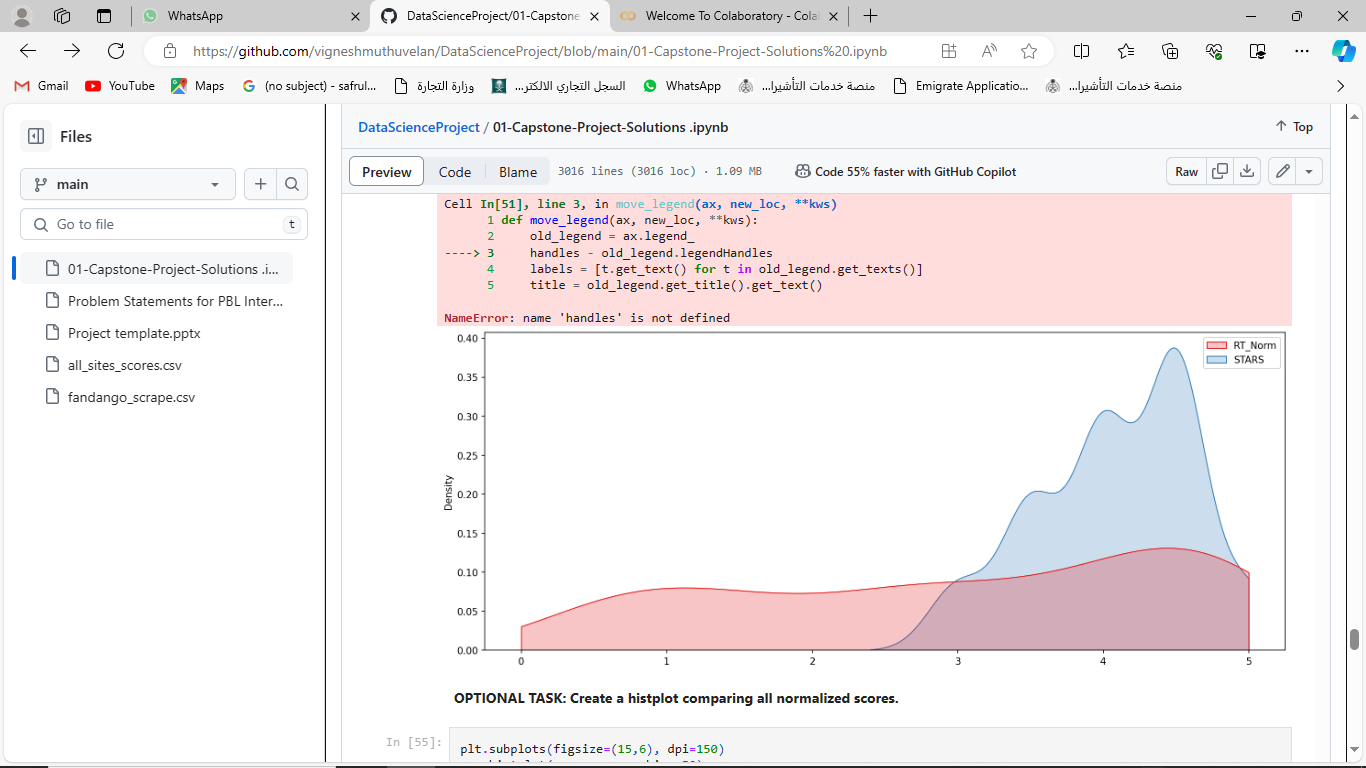 WhatsApp
DataScienceProject/01-Capstone-
Welcome To Colaboratory - Cola
https://github.com/vigneshmuthuvelan/DataScienceProject/blob/main/01-Capstone-Project-Solutions%20.ipynb
Gmail
YouTube
Maps
(no subject) - saframl...
وزارة التجارة
السجل التجاري الالكتر...
WhatsApp
منصة خدمات التأشيرا...
Emigrate Applicatio...
منصة خدمات التأشيرا...
Files
main
Go to file
t
01-Capstone-Project-Solutions .i...
Problem Statements for PBL Inter...
Project template.pptx
all_sites_scores.csv
fandango_scrape.csv
DataScienceProject / 01-Capstone-Project-Solutions .ipynb
Top
Preview
Code
Blame
3016 lines (3016 loc) · 1.09 MB
Code 55% faster with GitHub Copilot
Raw
Cell In[51], line 3, in move_legend(ax, new_loc, **kws)
1 def move_legend(ax, new_loc, **kws):
2 old_legend = ax.legend_
----> 3 handles - old_legend.legendHandles
4 labels = [t.get_text() for t in old_legend.get_texts()]
5 title = old_legend.get_title().get_text()
NameError: name 'handles' is not defined
RT_Norm
STARS
Density
0.40
0.35
0.30
0.25
0.20
0.15
0.10
0.05
0.00
0 1 2 3 4 5
OPTIONAL TASK: Create a histplot comparing all normalized scores.
In [55]:
plt.subplots(figsize=(15,6), dpi=150)